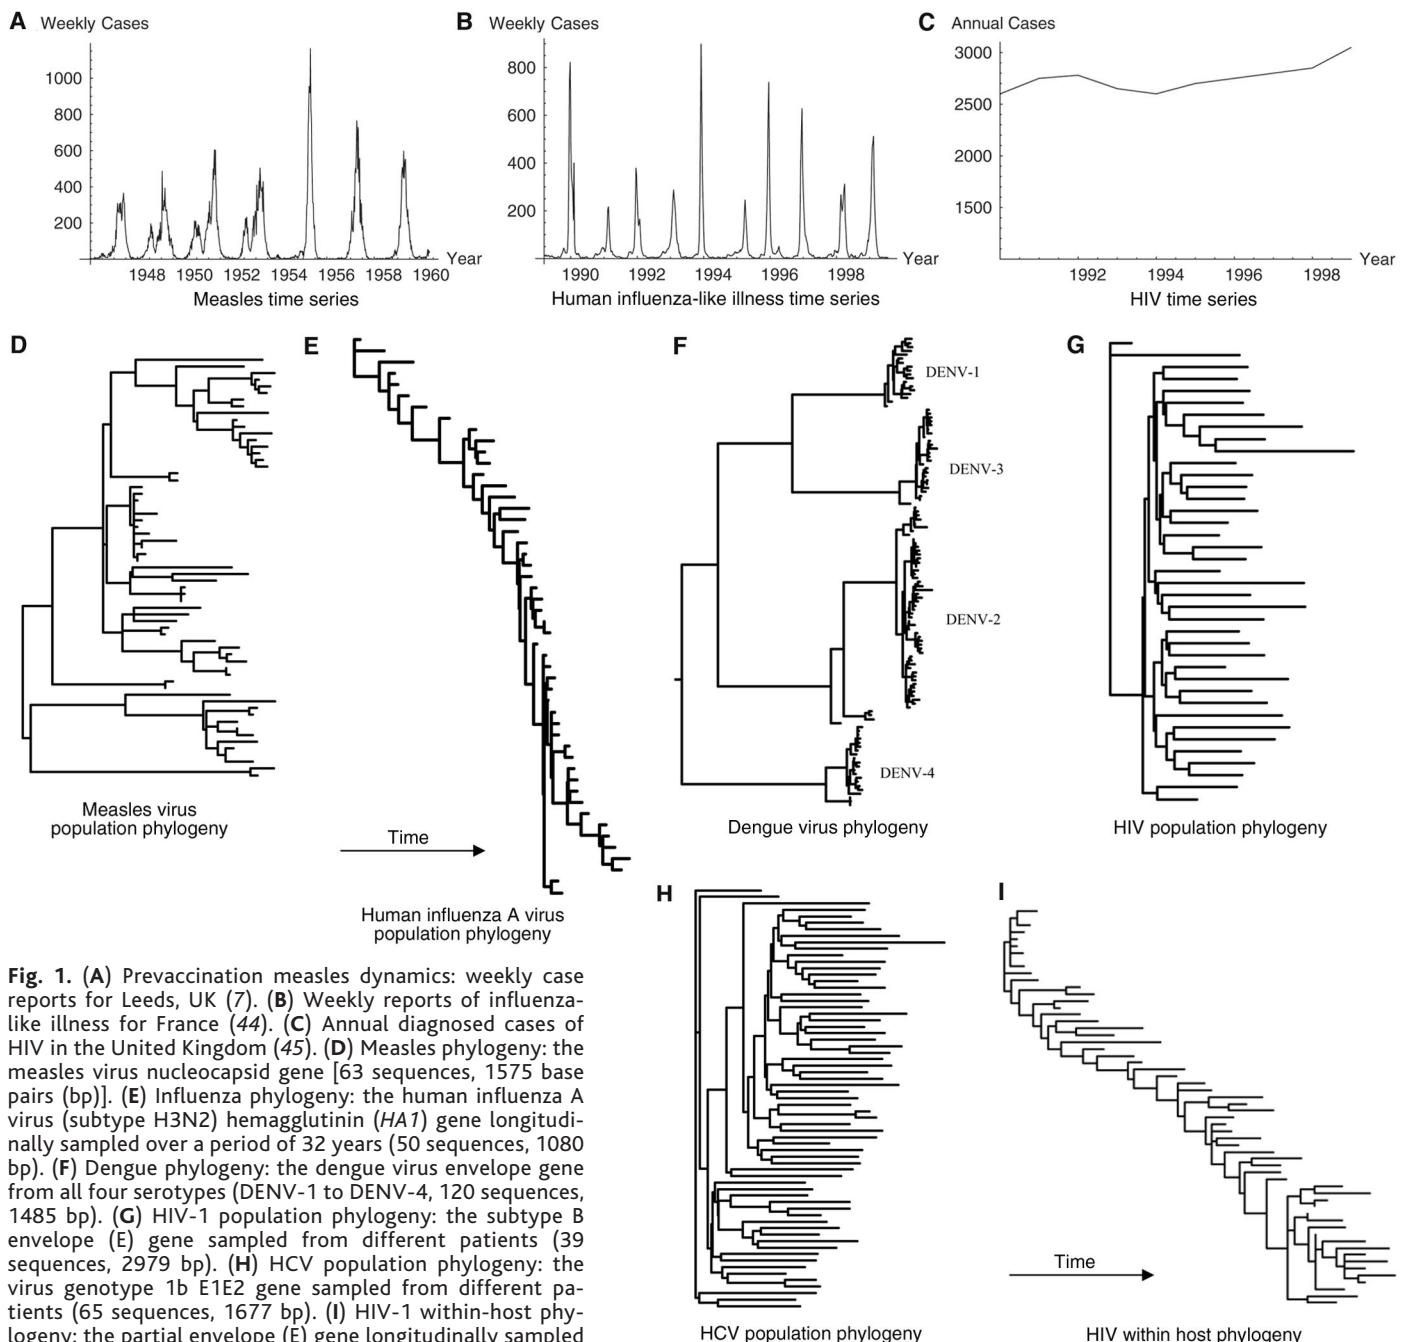 A Weekly Cases
1000
800
600
400
200
1948 1950 1952 1954 1956 1958 1960 Year
Measles time series
B Weekly Cases
800
600
400
200
1990 1992 1994 1996 1998 Year
Human influenza-like illness time series
C Annual Cases
3000
2500
2000
1500
1992 1994 1996 1998 Year
HIV time series
D
Measles virus
population phylogeny
E
Time
Human influenza A virus
population phylogeny
F
DENV-1
DENV-3
DENV-2
DENV-4
Dengue virus phylogeny
G
HIV population phylogeny
H
HCV population phylogeny
I
Time
HIV within host phylogeny
Fig. 1. (A) Prevaccination measles dynamics: weekly case
reports for Leeds, UK (7). (B) Weekly reports of influenza-
like illness for France (44). (C) Annual diagnosed cases of
HIV in the United Kingdom (45). (D) Measles phylogeny: the
measles virus nucleocapsid gene [63 sequences, 1575 base
pairs (bp)]. (E) Influenza phylogeny: the human influenza A
virus (subtype H3N2) hemagglutinin (HA1) gene longitudi-
nally sampled over a period of 32 years (50 sequences, 1080
bp). (F) Dengue phylogeny: the dengue virus envelope gene
from all four serotypes (DENV-1 to DENV-4, 120 sequences,
1485 bp). (G) HIV-1 population phylogeny: the subtype B
envelope (E) gene sampled from different patients (39
sequences, 2979 bp). (H) HCV population phylogeny: the
virus genotype 1b E1E2 gene sampled from different pa-
tients (65 sequences, 1677 bp). (I) HIV-1 within-host phy-
logeny: the partial envelope (E) gene longitudinally sampled